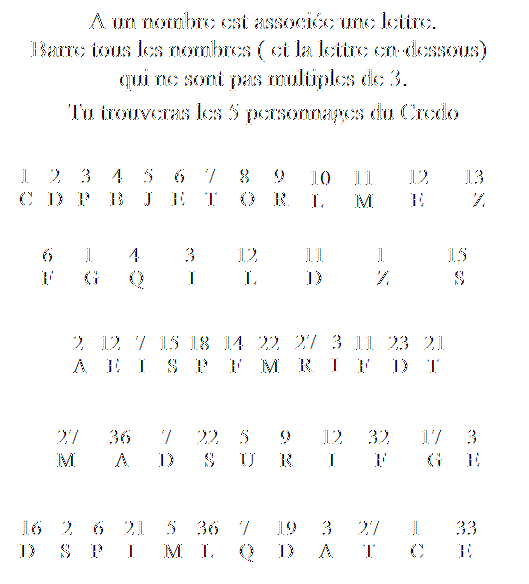 A un nombre est associée une lettre.
Barre tous les nombres ( et la lettre en-dessous)
qui ne sont pas multiples de 3.
Tu trouveras les 5 personnages du Credo
1 2 3 4 5 6 7 8 9 10 11 12 13
C D P B J E T O R L M E Z
6 1 4 3 12 11 1 15
F G Q I L D Z S
2 12 7 15 18 14 22 27 3 11 23 21
A E I S P F M R I F D T
27 36 7 22 5 9 12 32 17 3
M A D S U R I F G E
16 2 6 21 5 36 7 19 3 27 1 33
D S P I M L Q D A T C E